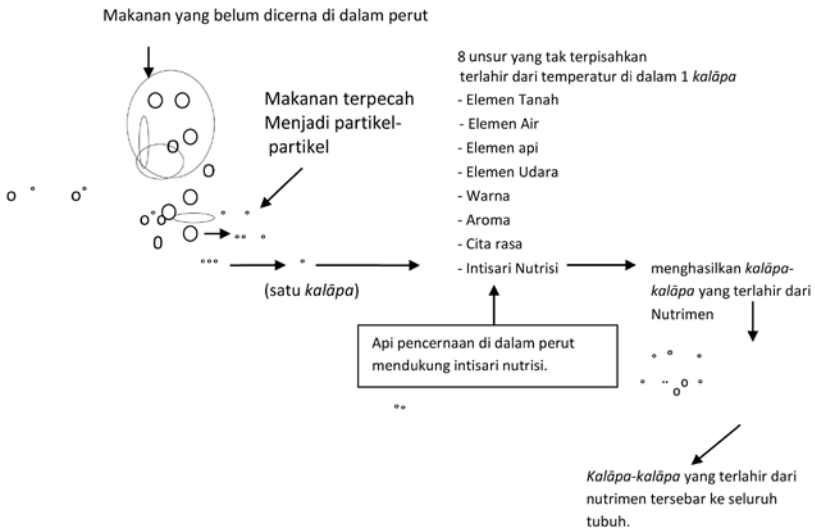 Makanan yang belum dicerna di dalam perut
8 unsur yang tak terpisahkan
terlahir dari temperatur di dalam 1 kalāpa
- Elemen Tanah
- Elemen Air
- Elemen api
- Elemen Udara
- Warna
- Aroma
- Cita rasa
- Intisari Nutrisi
Makanan terpecah
Menjadi partikel-
partikel
(satu kalāpa)
menghasilkan kalāpa-
kalāpa yang terlahir dari
Nutrimen
Api pencernaan di dalam perut
mendukung intisari nutrisi.
Kalāpa-kalāpa yang terlahir dari
nutrimen tersebar ke seluruh
tubuh.